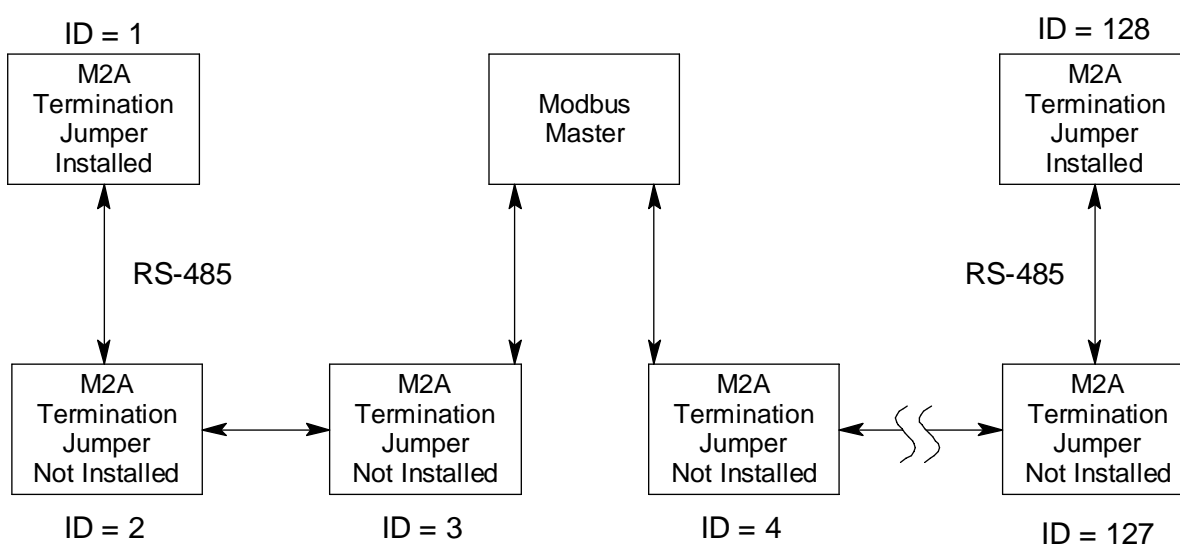 ID = 1
M2A
Termination
Jumper
Installed
Modbus
Master
ID = 128
M2A
Termination
Jumper
Installed
RS-485
RS-485
M2A
Termination
Jumper
Not Installed
ID = 2
M2A
Termination
Jumper
Not Installed
ID = 3
M2A
Termination
Jumper
Not Installed
ID = 4
M2A
Termination
Jumper
Not Installed
ID = 127